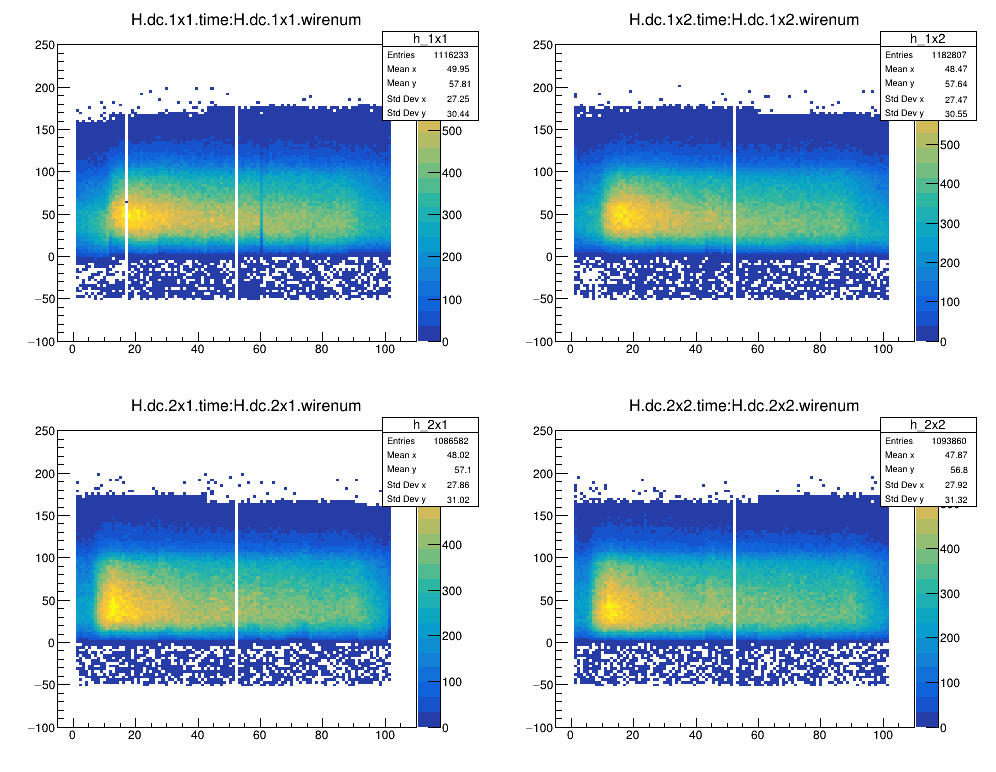 H.dc.1x1.time:H.dc.1x1.wirenum
h_1x1
Entries 1116233
Mean x 49.95
Mean y 57.81
Std Dev x 27.25
Std Dev y 30.44
250
200
150
100
50
0
−50
−100
0 20 40 60 80 100
500
400
300
200
100
0
H.dc.1x2.time:H.dc.1x2.wirenum
h_1x2
Entries 1182807
Mean x 48.47
Mean y 57.64
Std Dev x 27.47
Std Dev y 30.55
250
200
150
100
50
0
−50
−100
0 20 40 60 80 100
500
400
300
200
100
0
H.dc.2x1.time:H.dc.2x1.wirenum
h_2x1
Entries 1086582
Mean x 48.02
Mean y 57.1
Std Dev x 27.86
Std Dev y 31.02
250
200
150
100
50
0
−50
−100
0 20 40 60 80 100
400
300
200
100
0
H.dc.2x2.time:H.dc.2x2.wirenum
h_2x2
Entries 1093860
Mean x 47.87
Mean y 56.8
Std Dev x 27.92
Std Dev y 31.32
250
200
150
100
50
0
−50
−100
0 20 40 60 80 100
400
300
200
100
0